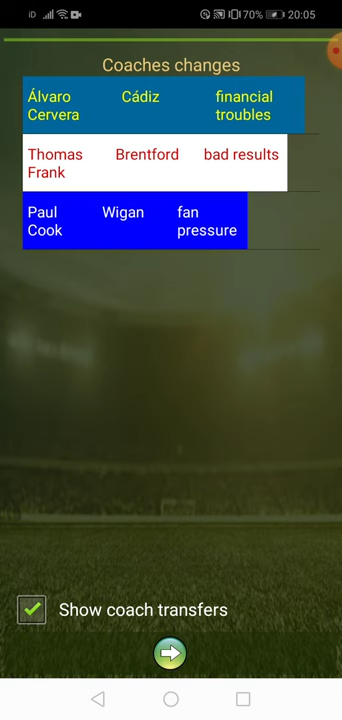 iD 70% 20:05
Coaches changes
Álvaro Cervera Cádiz financial troubles
Thomas Frank Brentford bad results
Paul Cook Wigan fan pressure
Show coach transfers